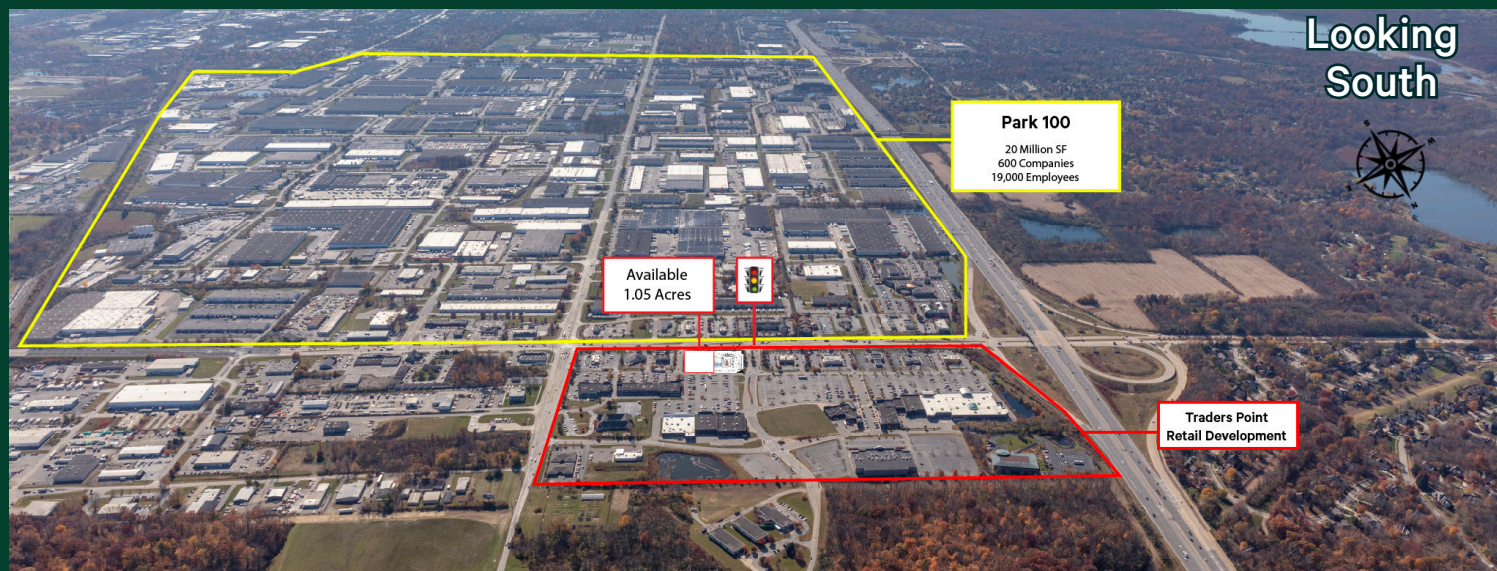 Looking
South
Park 100
20 Million SF
600 Companies
19,000 Employees
Available
1.05 Acres
Traders Point
Retail Development